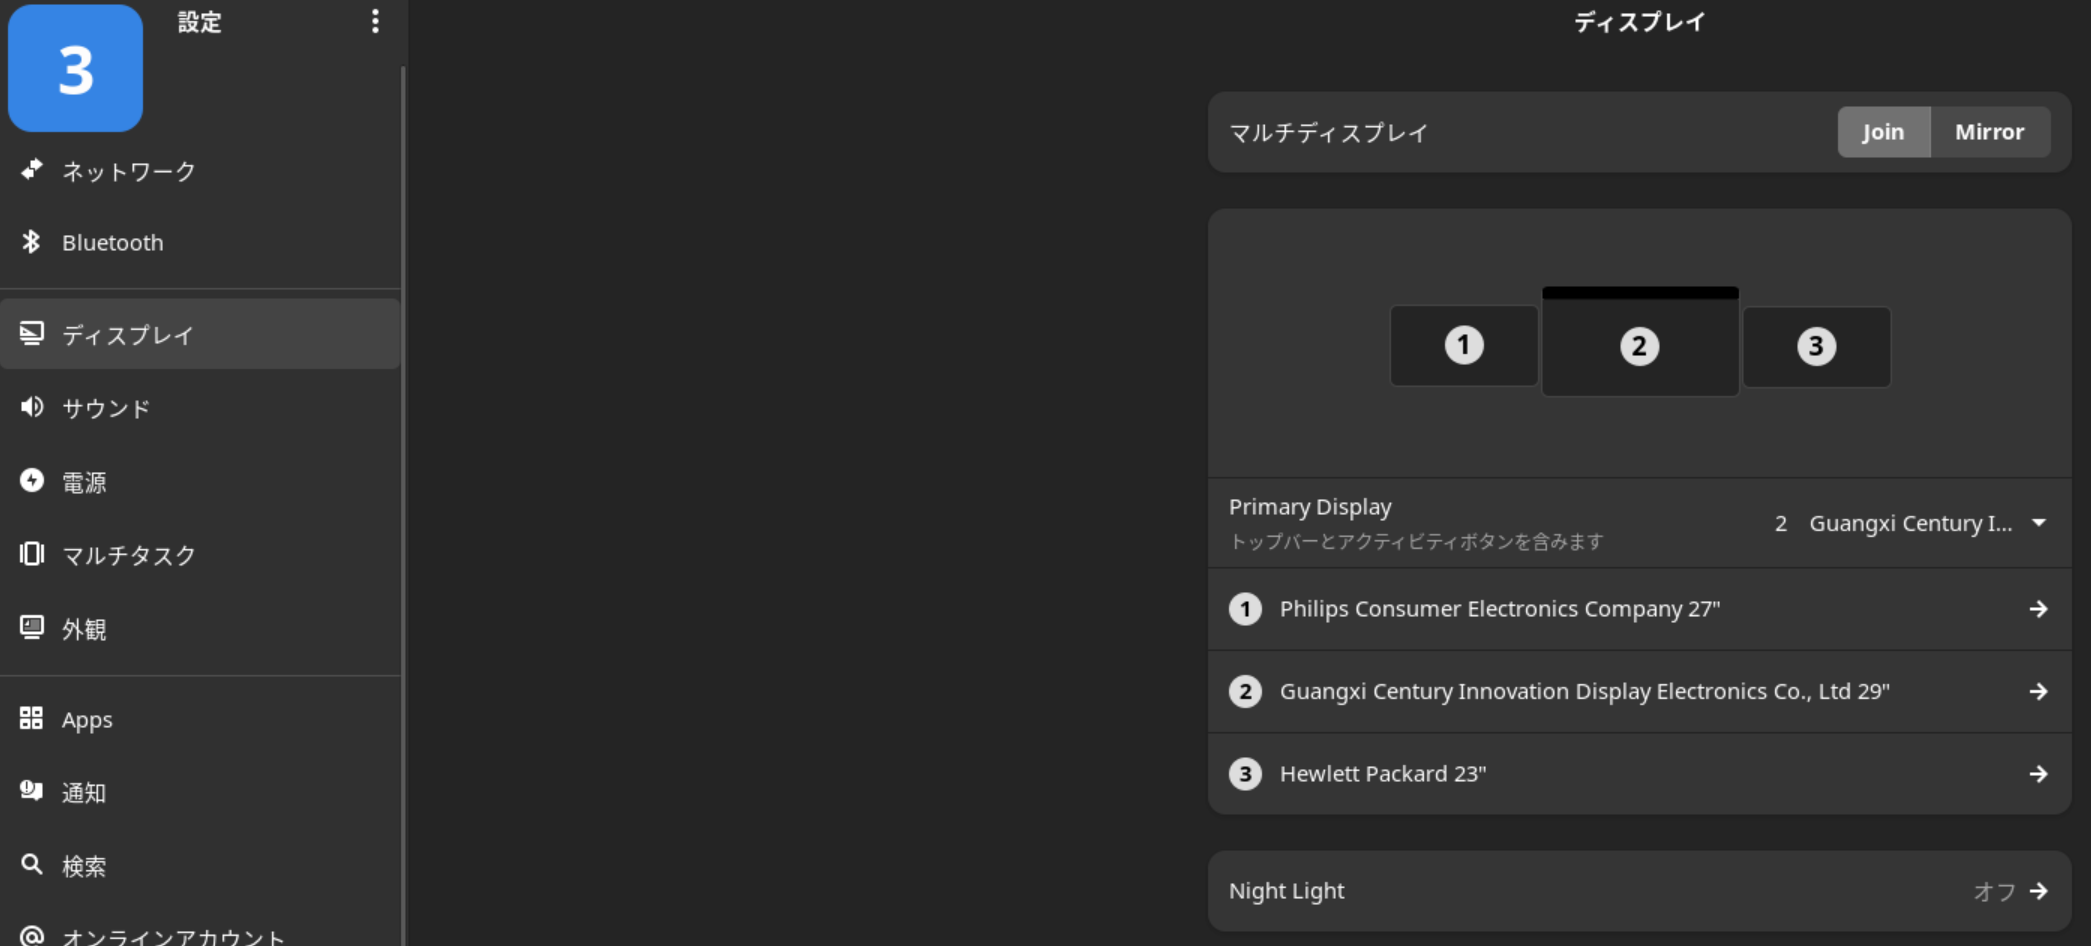 3
設定
ネットワーク
Bluetooth
ディスプレイ
サウンド
電源
マルチタスク
外観
Apps
通知
検索
オンラインアカウント
ディスプレイ
マルチディスプレイ
Join Mirror
1 2 3
Primary Display
トップバーとアクティビティボタンを含みます
2 Guangxi Century I...
1 Philips Consumer Electronics Company 27"
2 Guangxi Century Innovation Display Electronics Co., Ltd 29"
3 Hewlett Packard 23"
Night Light オフ